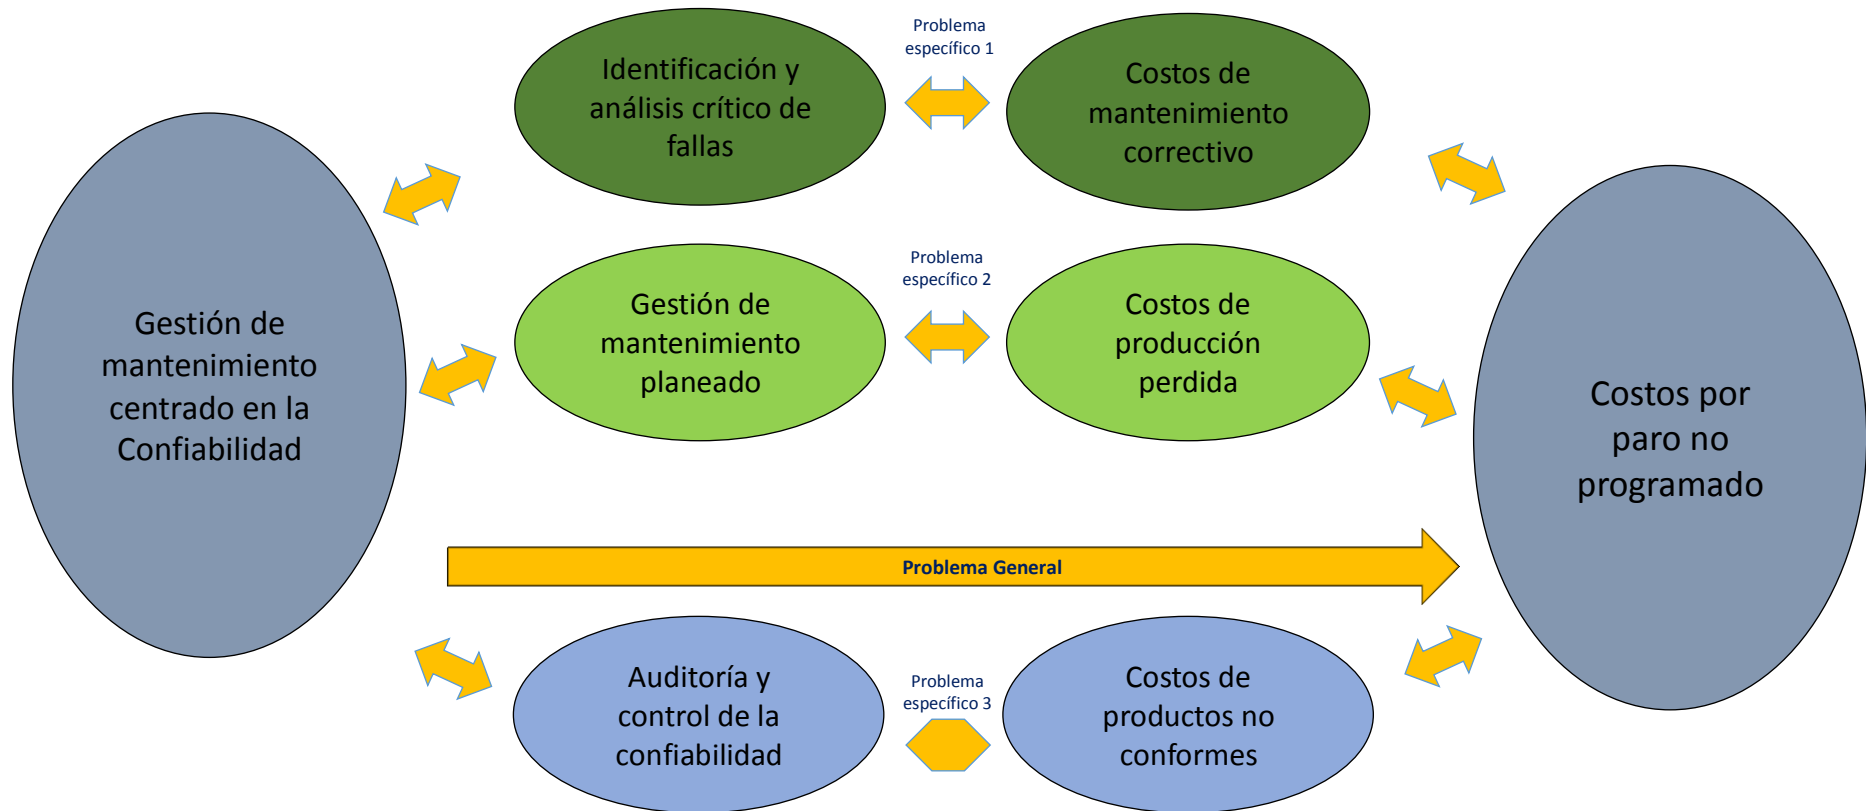 Problema
específico 1
Identificación y
análisis crítico de
fallas
Costos de
mantenimiento
correctivo
Problema
específico 2
Gestión de
mantenimiento
centrado en la
Confiabilidad
Gestión de
mantenimiento
planeado
Costos de
producción
perdida
Costos por
paro no
programado
Problema General
Auditoría y
control de la
confiabilidad
Problema
específico 3
Costos de
productos no
conformes